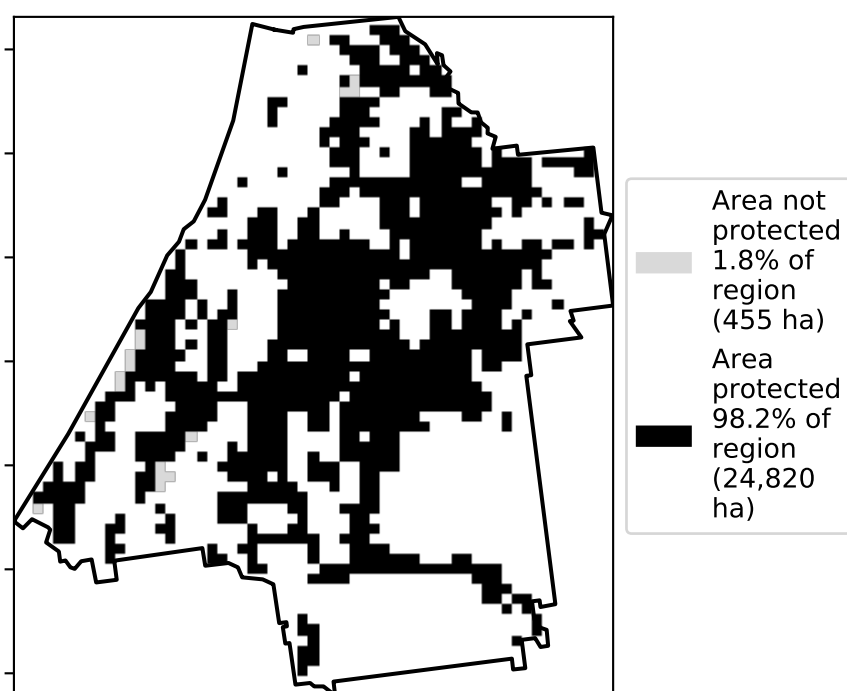 Area not
protected
1.8% of
region
(455 ha)
Area
protected
98.2% of
region
(24,820
ha)